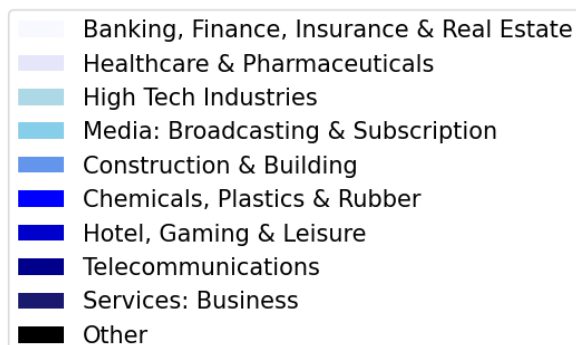 Banking, Finance, Insurance & Real Estate
Healthcare & Pharmaceuticals
High Tech Industries
Media: Broadcasting & Subscription
Construction & Building
Chemicals, Plastics & Rubber
Hotel, Gaming & Leisure
Telecommunications
Services: Business
Other